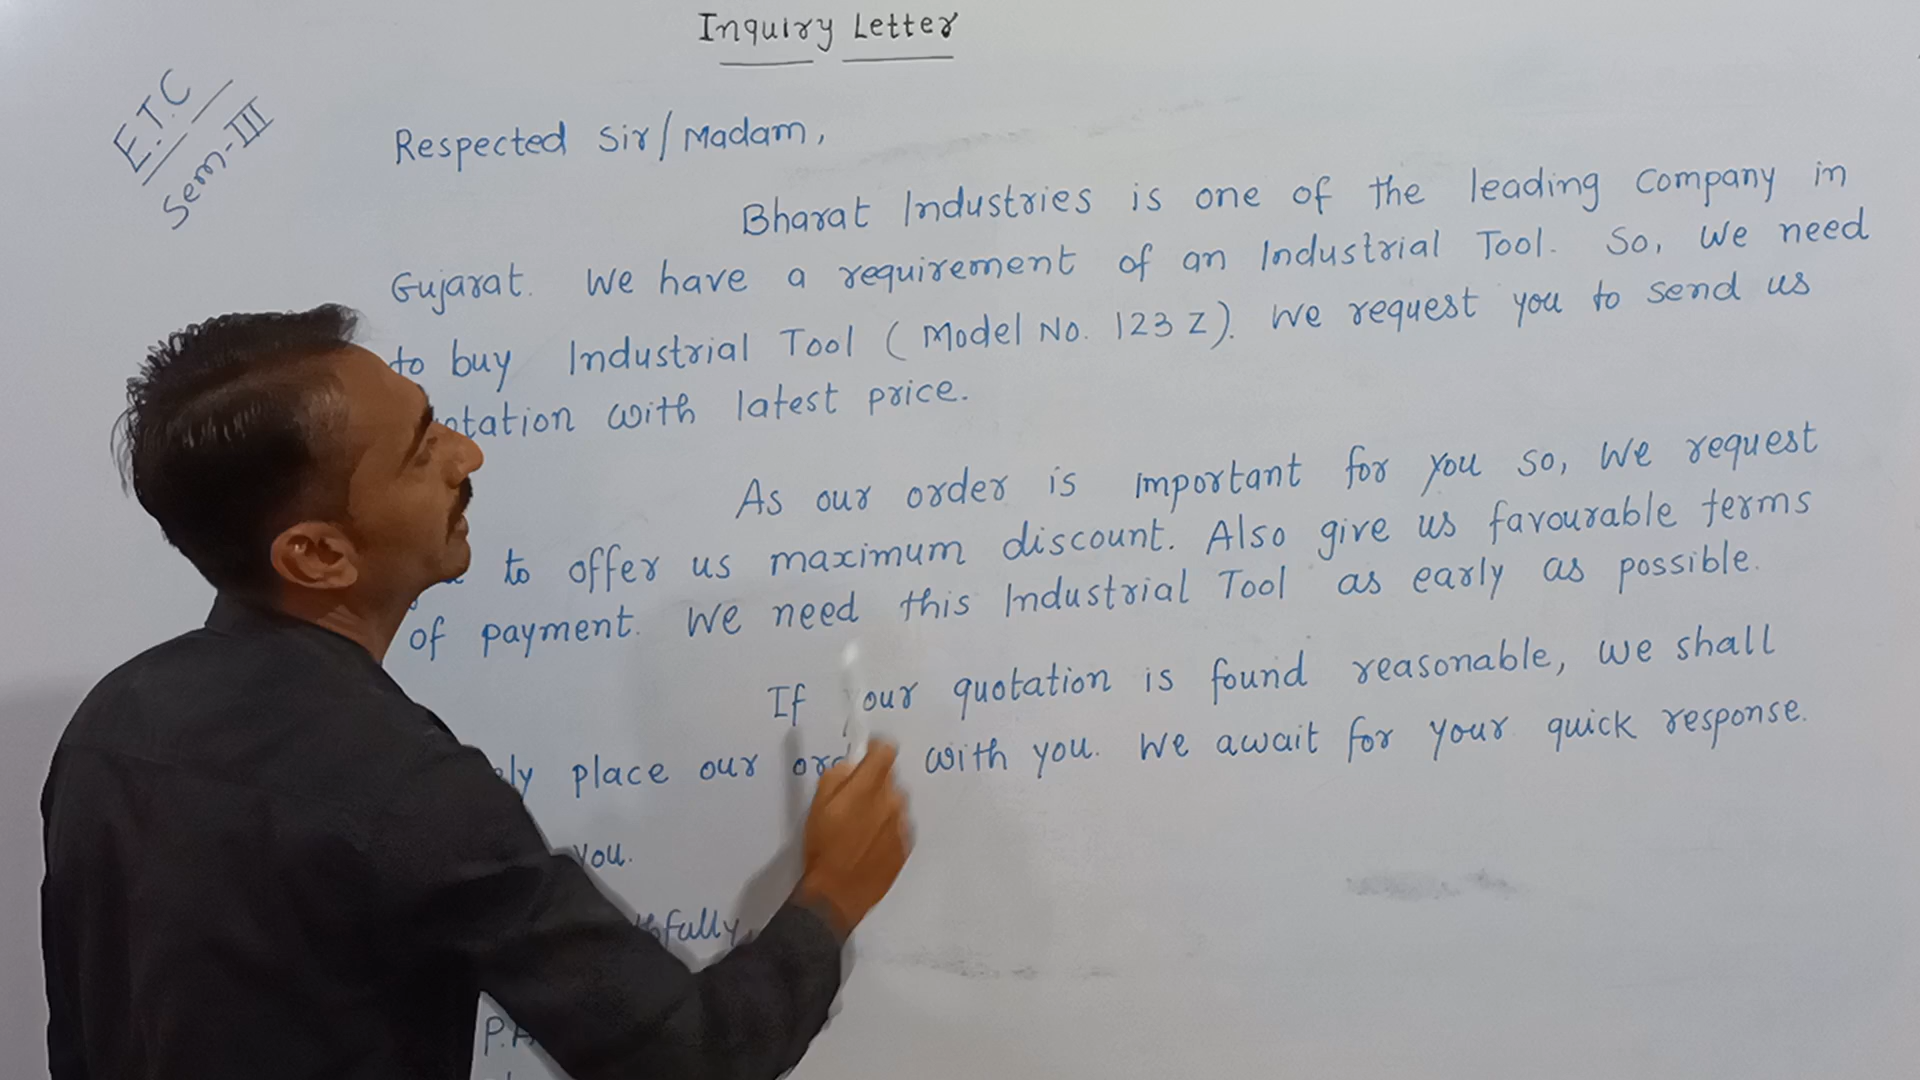 Inquiry Letter
E.T.C
Sem-III
Respected Sir/Madam,
Bharat Industries is one of the leading company in
Gujarat. We have a requirement of an Industrial Tool. So, We need
to buy Industrial Tool (Model No. 123 Z). We request you to send us
otation with latest price.
As our order is important for you so, We request
to offer us maximum discount. Also give us favourable terms
of payment. We need this Industrial Tool as early as possible.
If your quotation is found reasonable, we shall
ly place our with you. We await for your quick response.
you.
fully,